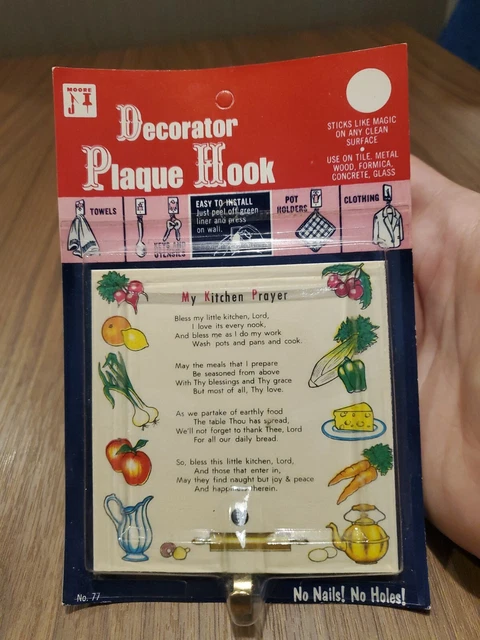 MOORE
Decorator
Plaque Hook
STICKS LIKE MAGIC
ON ANY CLEAN
SURFACE
•
USE ON TILE, METAL
WOOD, FORMICA,
CONCRETE, GLASS
TOWELS
KEYS AND
UTENSILS
EASY TO INSTALL
Just peel off green
liner and press
on wall.
POT
HOLDERS
CLOTHING
My Kitchen Prayer
Bless my little kitchen, Lord,
I love its every nook,
And bless me as I do my work
Wash pots and pans and cook.
May the meals that I prepare
Be seasoned from above
With Thy blessings and Thy grace
But most of all, Thy love.
As we partake of earthly food
The table Thou has spread,
We'll not forget to thank Thee, Lord
For all our daily bread.
So, bless this little kitchen, Lord,
And those that enter in,
May they find naught but joy & peace
And happiness therein.
No. 77
No Nails! No Holes!